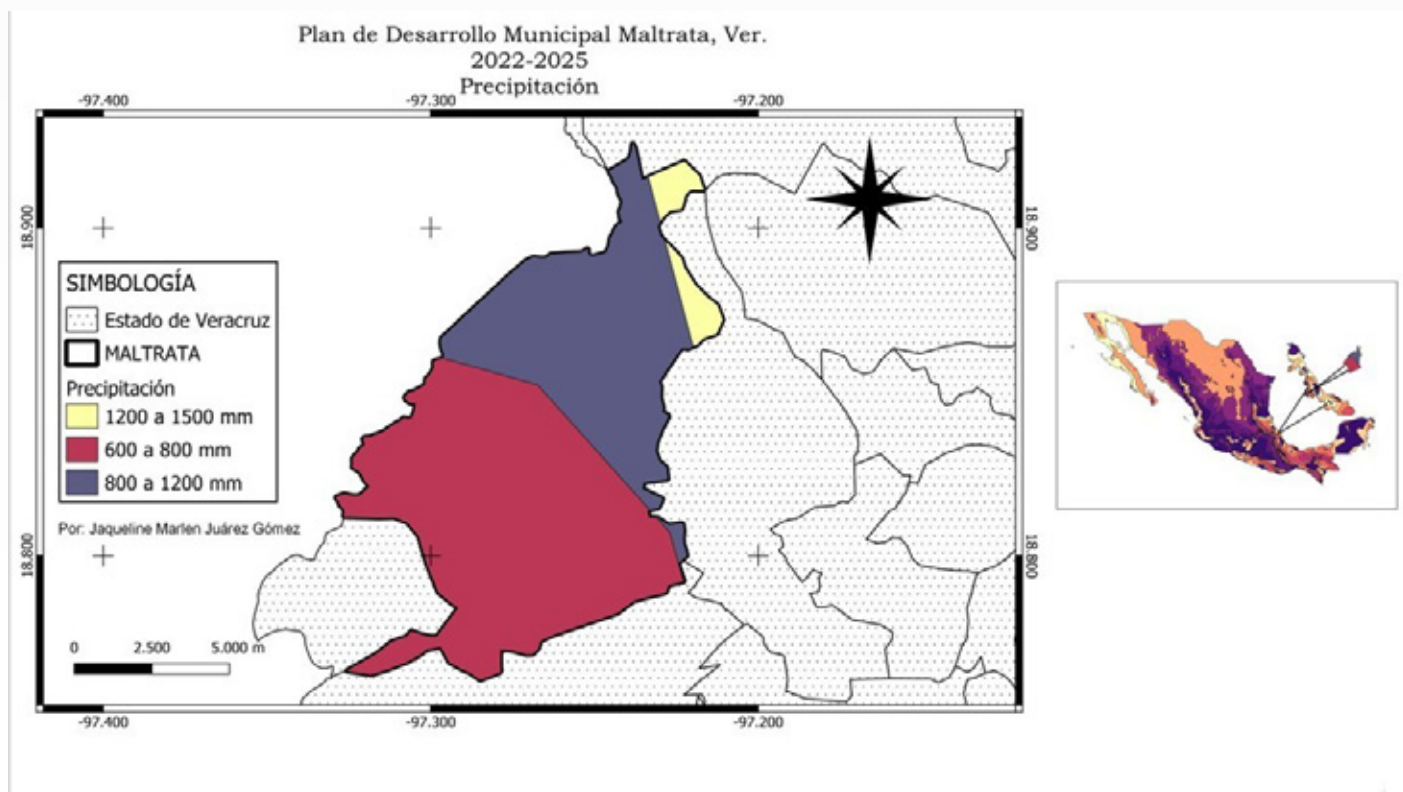 Plan de Desarrollo Municipal Maltrata, Ver.
2022-2025
Precipitación
-97.400
-97.300
-97.200
18.900
18.900
SIMBOLOGÍA
Estado de Veracruz
MALTRATA
Precipitación
1200 a 1500 mm
600 a 800 mm
800 a 1200 mm
Por: Jaqueline Marlen Juárez Gómez
18.800
18.800
0 2.500 5.000 m
-97.400
-97.300
-97.200